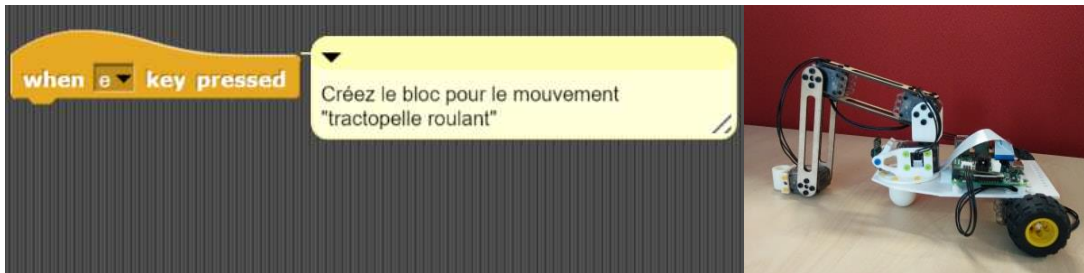 when e key pressed
Créez le bloc pour le mouvement
"tractopelle roulant"